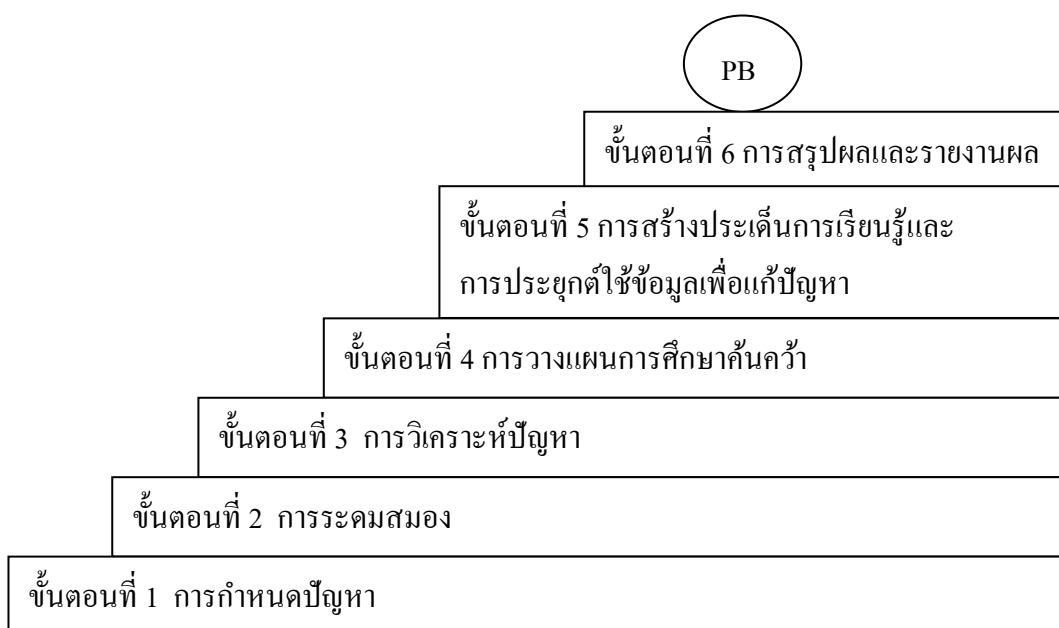 PB
ขั้นตอนที่ 6 การสรุปผลและรายงานผล
ขั้นตอนที่ 5 การสร้างประเด็นการเรียนรู้และ
การประยุกต์ใช้ข้อมูลเพื่อแก้ปัญหา
ขั้นตอนที่ 4 การวางแผนการศึกษาค้นคว้า
ขั้นตอนที่ 3 การวิเคราะห์ปัญหา
ขั้นตอนที่ 2 การระดมสมอง
ขั้นตอนที่ 1 การกำหนดปัญหา